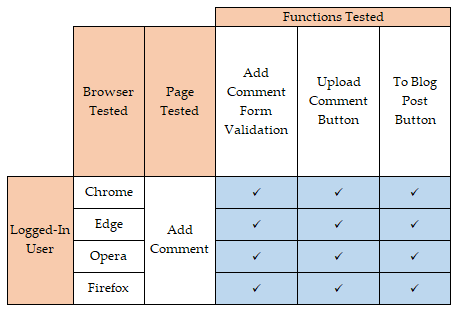 Functions Tested
Browser
Tested
Page
Tested
Add
Comment
Form
Validation
Upload
Comment
Button
To Blog
Post
Button
Logged-In
User
Chrome
Edge
Opera
Firefox
Add
Comment
✓ ✓ ✓
✓ ✓ ✓
✓ ✓ ✓
✓ ✓ ✓